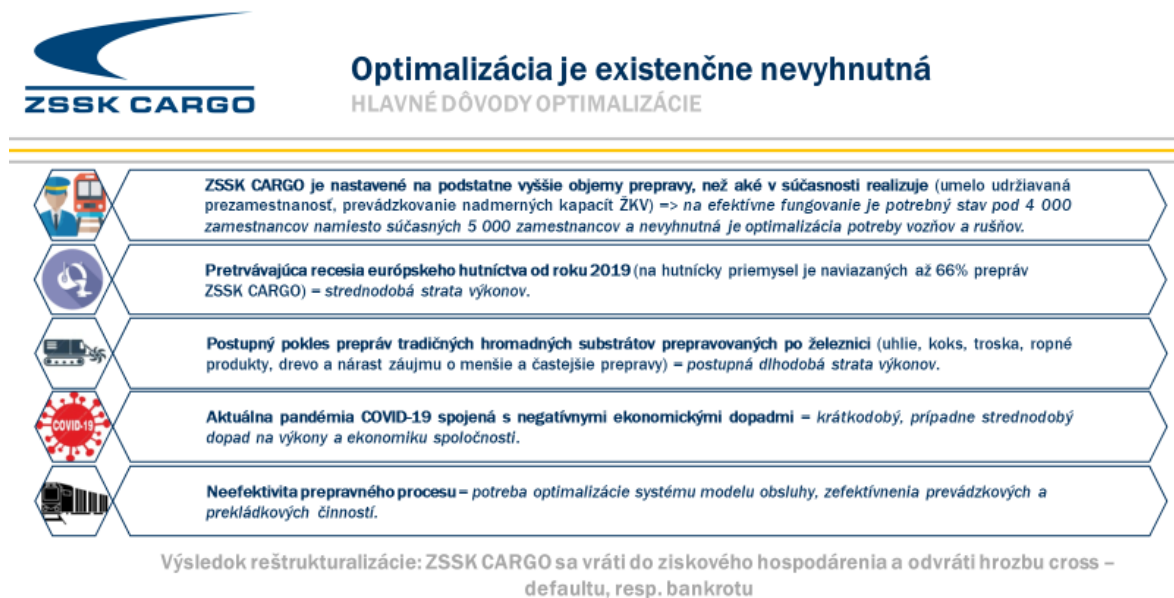 ZSSK CARGO
Optimalizácia je existenčne nevyhnutná
HLAVNÉ DÔVODY OPTIMALIZÁCIE
ZSSK CARGO je nastavené na podstatne vyššie objemy prepravy, než aké v súčasnosti realizuje (umelo udržiavaná
prezamestnanosť, prevádzkovanie nadmerných kapacít ŽKV) => na efektívne fungovanie je potrebný stav pod 4 000
zamestnancov namiesto súčasných 5 000 zamestnancov a nevyhnutná je optimalizácia potreby vozňov a rušňov.
Pretrvávajúca recesia európskeho hutníctva od roku 2019 (na hutnícky priemysel je naviazaných až 66% prepráv
ZSSK CARGO) = strednodobá strata výkonov.
Postupný pokles prepráv tradičných hromadných substrátov prepravovaných po železnici (uhlie, koks, troska, ropné
produkty, drevo a nárast záujmu o menšie a častejšie prepravy) = postupná dlhodobá strata výkonov.
COVID-19
Aktuálna pandémia COVID-19 spojená s negatívnymi ekonomickými dopadmi = krátkodobý, prípadne strednodobý
dopad na výkony a ekonomiku spoločnosti.
Neefektivita prepravného procesu = potreba optimalizácie systému modelu obsluhy, zefektívnenia prevádzkových a
prekládkových činností.
Výsledok reštrukturalizácie: ZSSK CARGO sa vráti do ziskového hospodárenia a odvráti hrozbu cross –
defaultu, resp. bankrotu